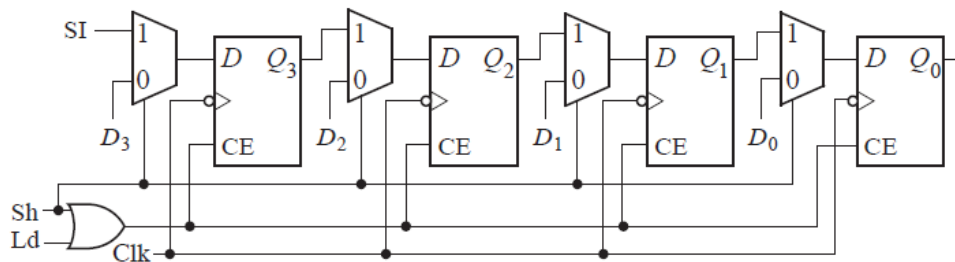 SI 1 0 D Q3 CE D3
1 0 D Q2 CE D2
1 0 D Q1 CE D1
1 0 D Q0 CE D0
Sh
Ld
Clk